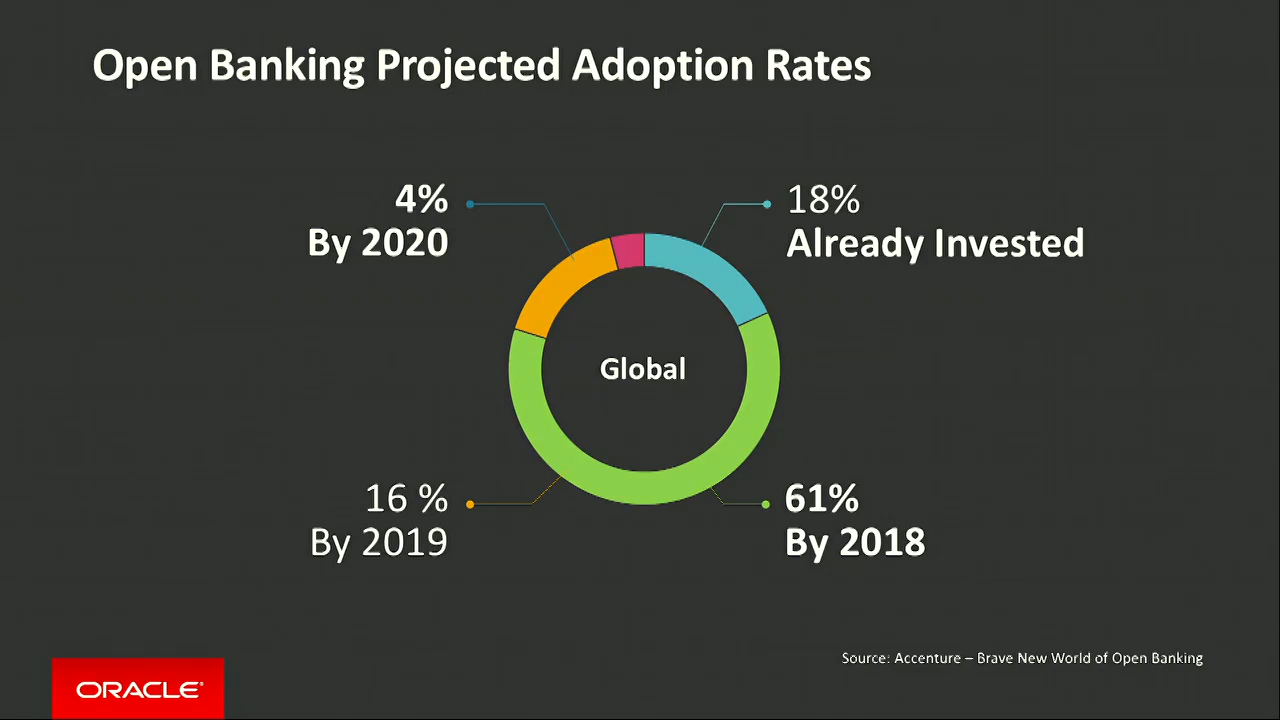 Open Banking Projected Adoption Rates
4%
By 2020
18%
Already Invested
Global
16 %
By 2019
61%
By 2018
Source: Accenture – Brave New World of Open Banking
ORACLE®